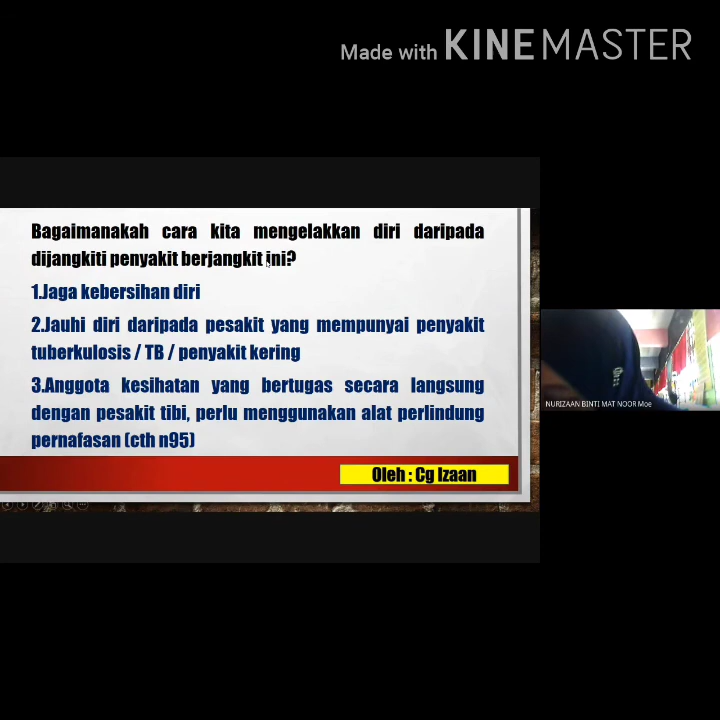 Made with KINEMASTER
Bagaimanakah cara kita mengelakkan diri daripada
dijangkiti penyakit berjangkit ini?
1.Jaga kebersihan diri
2.Jauhi diri daripada pesakit yang mempunyai penyakit
tuberkulosis / TB / penyakit kering
3.Anggota kesihatan yang bertugas secara langsung
dengan pesakit tibi, perlu menggunakan alat perlindung
pernafasan (cth n95)
Oleh : Cg Izaan
NURIZAAN BINTI MAT NOOR Moe